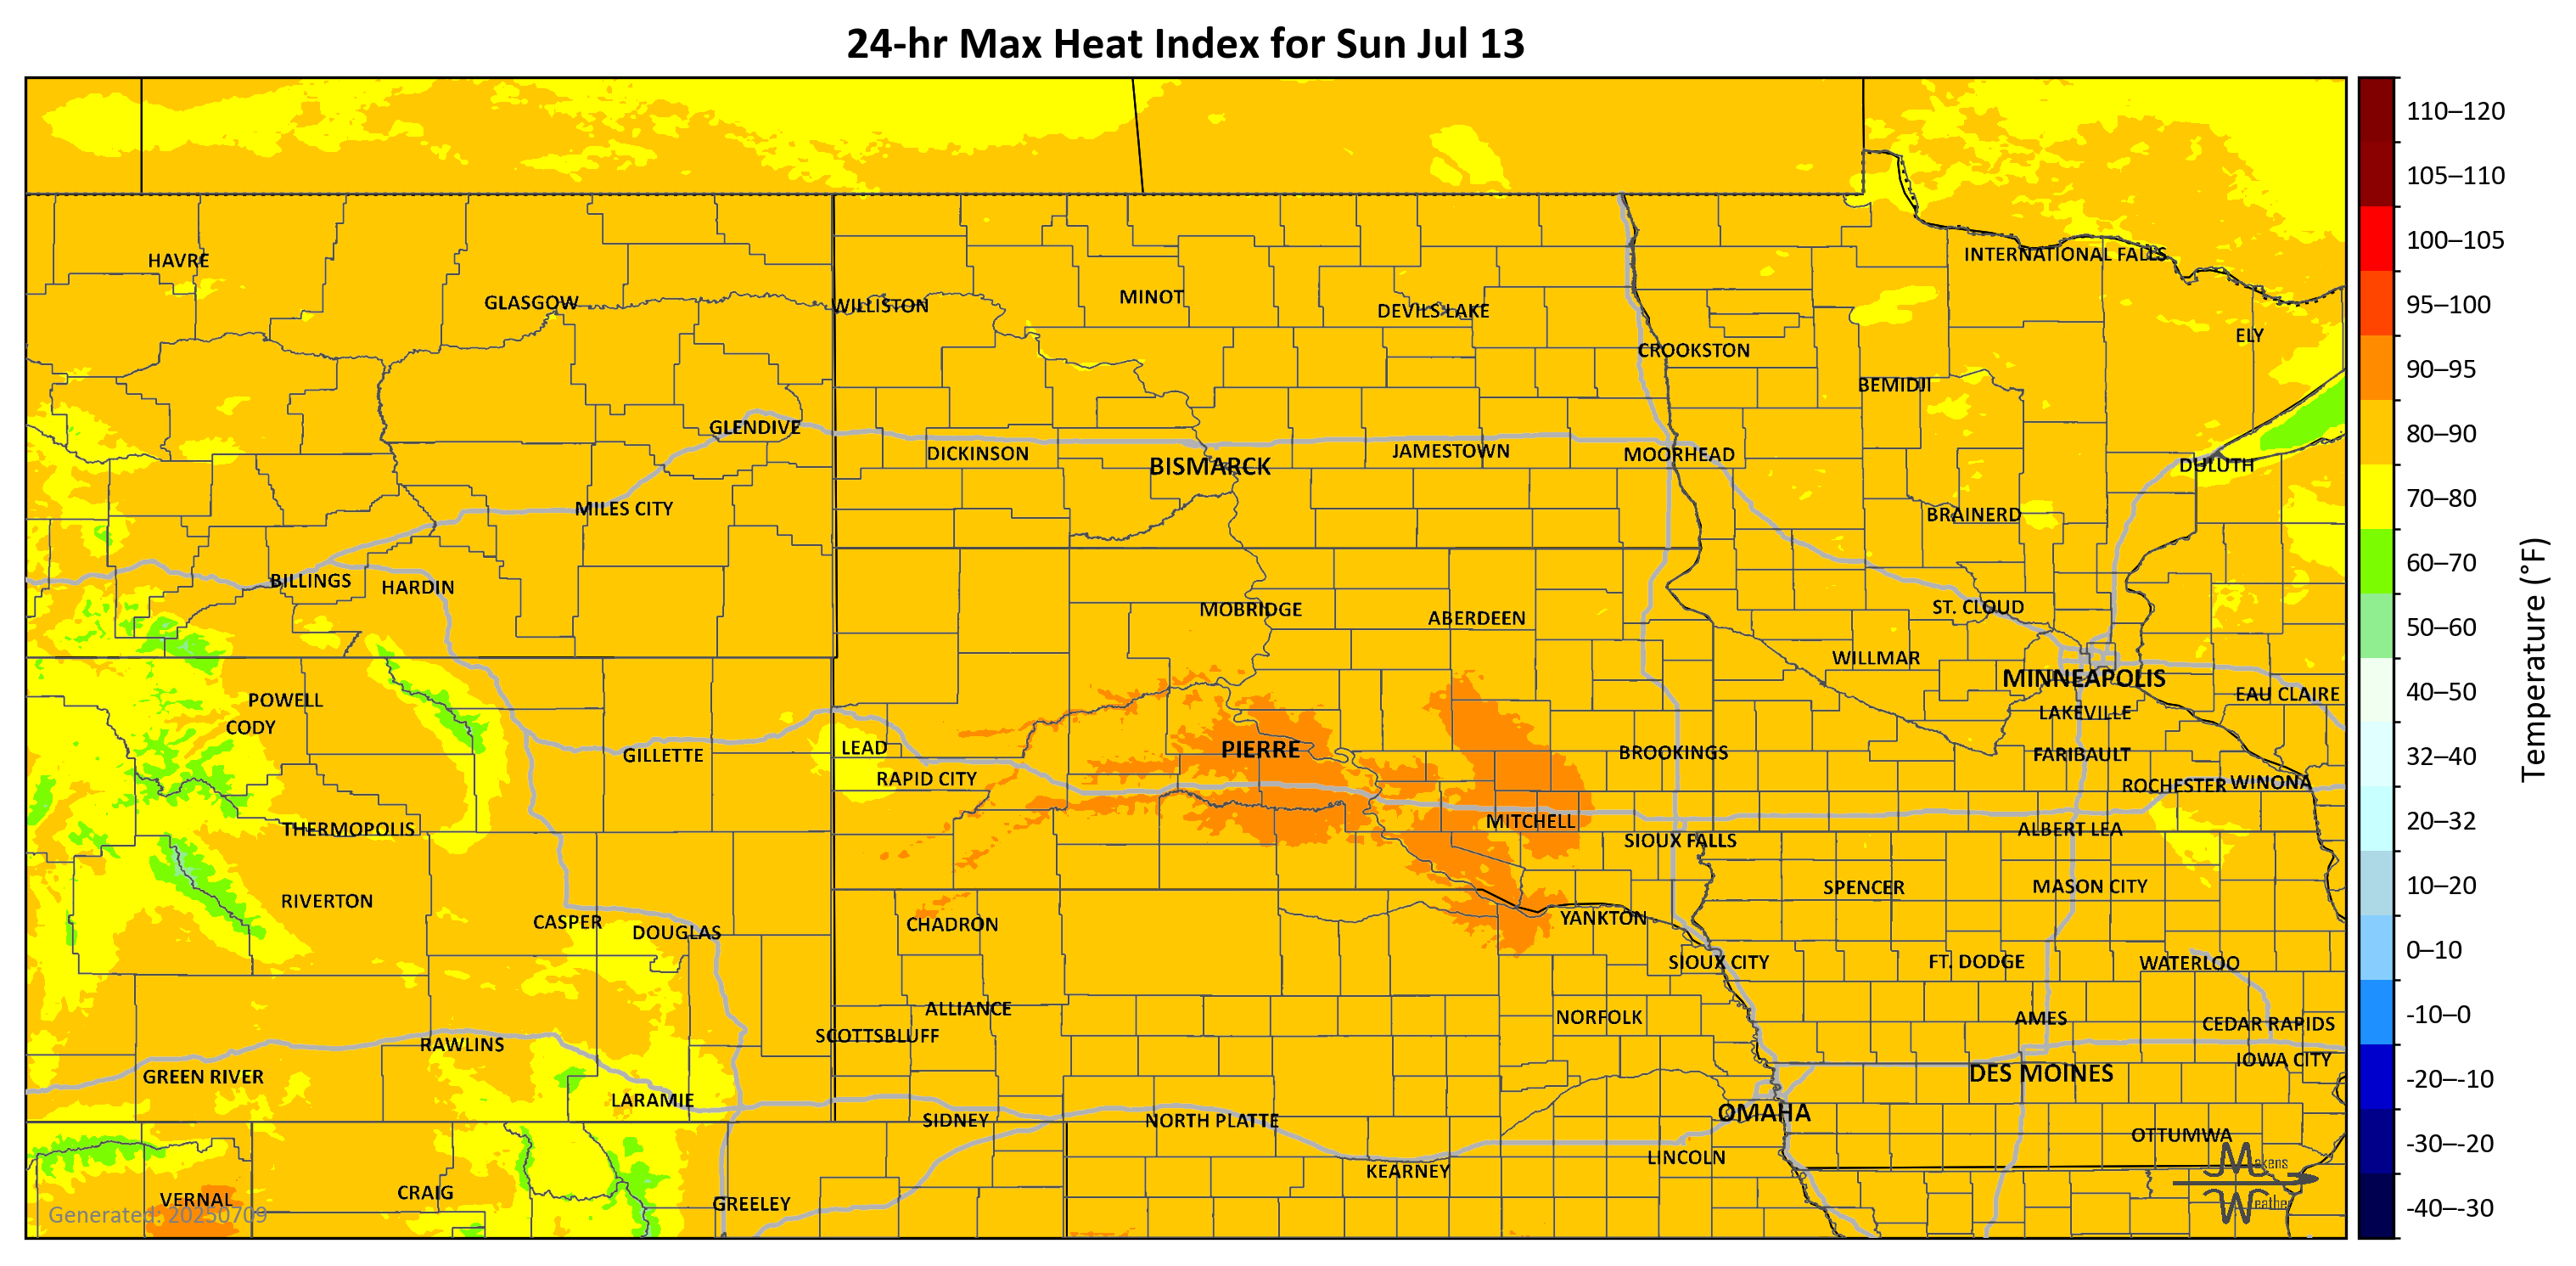 24-hr Max Heat Index for Sun Jul 13
HAVRE
GLASGOW
WILLISTON
MINOT
DEVILS LAKE
INTERNATIONAL FALLS
ELY
CROOKSTON
BEMIDJI
GLENDIVE
DICKINSON
BISMARCK
JAMESTOWN
MOORHEAD
DULUTH
MILES CITY
BRAINERD
BILLINGS
HARDIN
MOBRIDGE
ABERDEEN
ST. CLOUD
WILLMAR
MINNEAPOLIS
EAU CLAIRE
POWELL
CODY
LAKEVILLE
GILLETTE
LEAD
PIERRE
BROOKINGS
FARIBAULT
RAPID CITY
ROCHESTER
WINONA
THERMOPOLIS
MITCHELL
SIOUX FALLS
ALBERT LEA
RIVERTON
SPENCER
MASON CITY
CASPER
DOUGLAS
CHADRON
YANKTON
SIOUX CITY
FT. DODGE
WATERLOO
ALLIANCE
NORFOLK
AMES
CEDAR RAPIDS
SCOTTSBLUFF
RAWLINS
IOWA CITY
GREEN RIVER
DES MOINES
LARAMIE
SIDNEY
NORTH PLATTE
OMAHA
OTTUMWA
LINCOLN
KEARNEY
VERNAL
CRAIG
GREELEY
Generated: 20250709
Makens
Weather
110–120
105–110
100–105
95–100
90–95
80–90
70–80
60–70
50–60
40–50
32–40
20–32
10–20
0–10
-10–0
-20–-10
-30–-20
-40–-30
Temperature (°F)